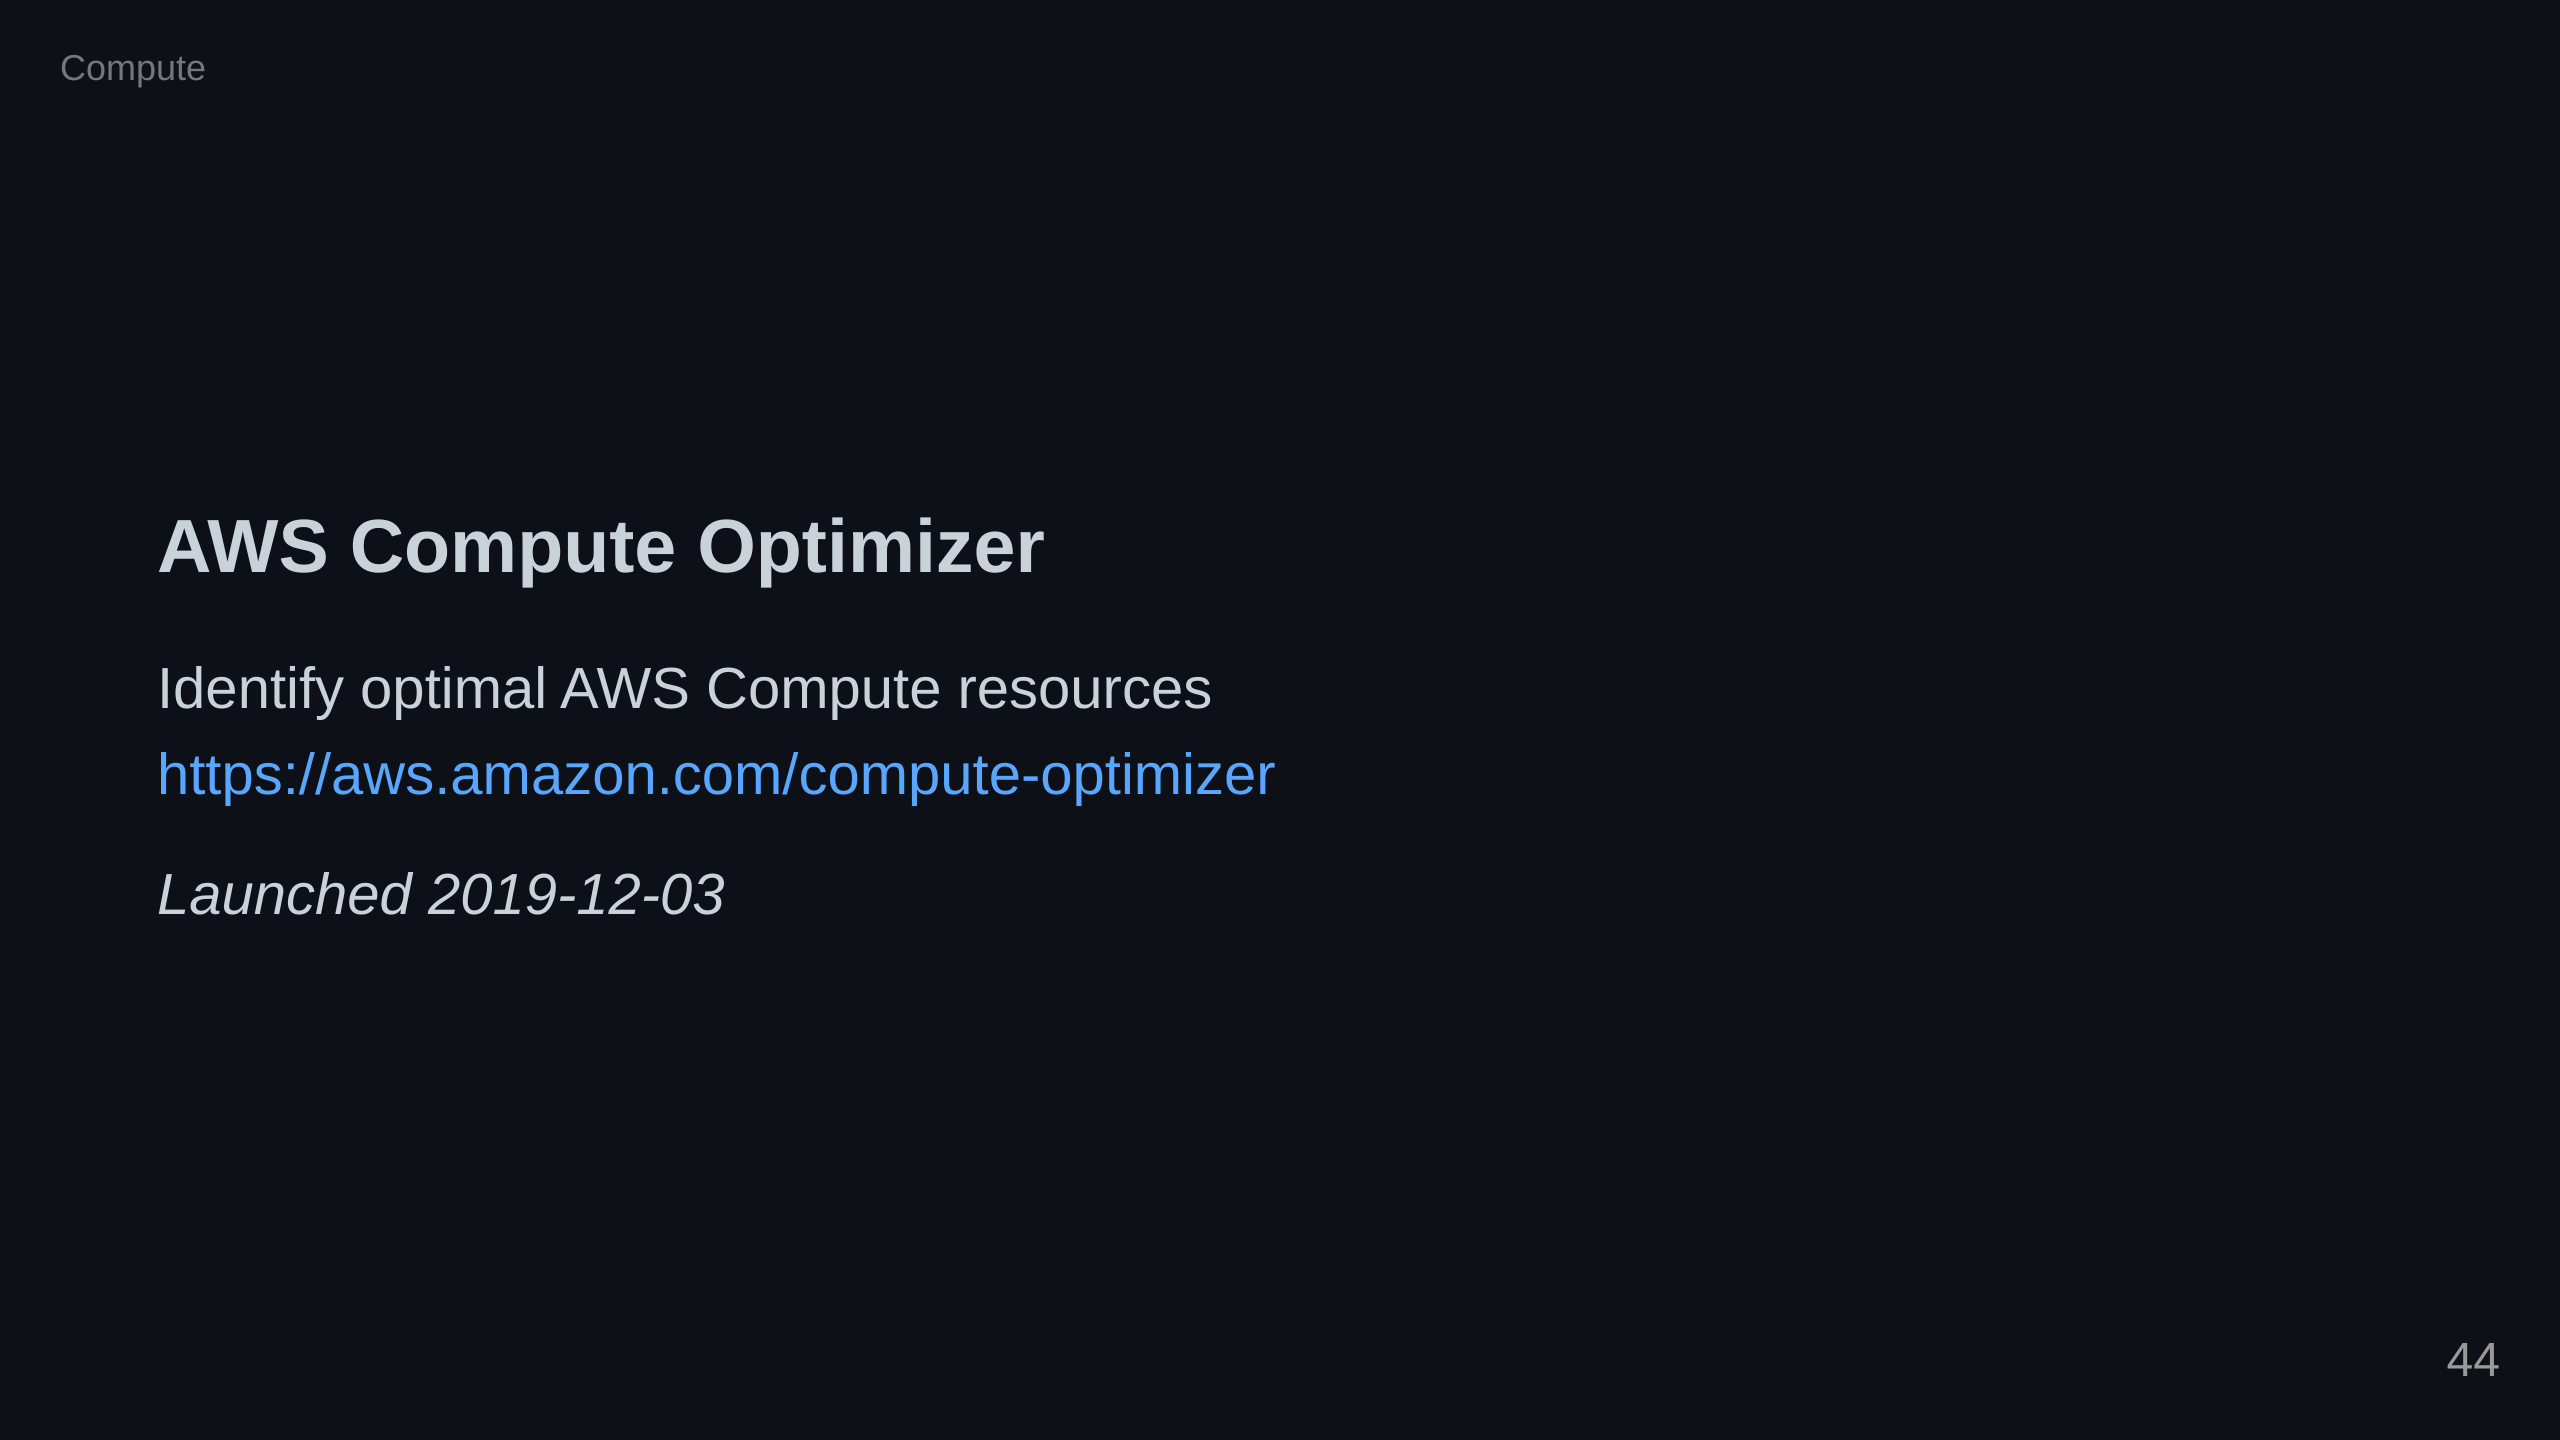 Compute
AWS Compute Optimizer
Identify optimal AWS Compute resources
https://aws.amazon.com/compute-optimizer
Launched 2019-12-03
44